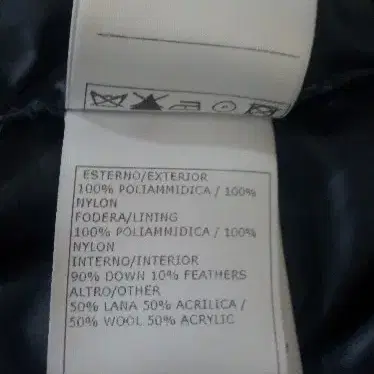 ESTERNO/EXTERIOR
100% POLIAMMIDICA / 100%
NYLON
FODERA/LINING
100% POLIAMMIDICA / 100%
NYLON
INTERNO/INTERIOR
90% DOWN 10% FEATHERS
ALTRO/OTHER
50% LANA 50% ACRILICA /
50% WOOL 50% ACRYLIC